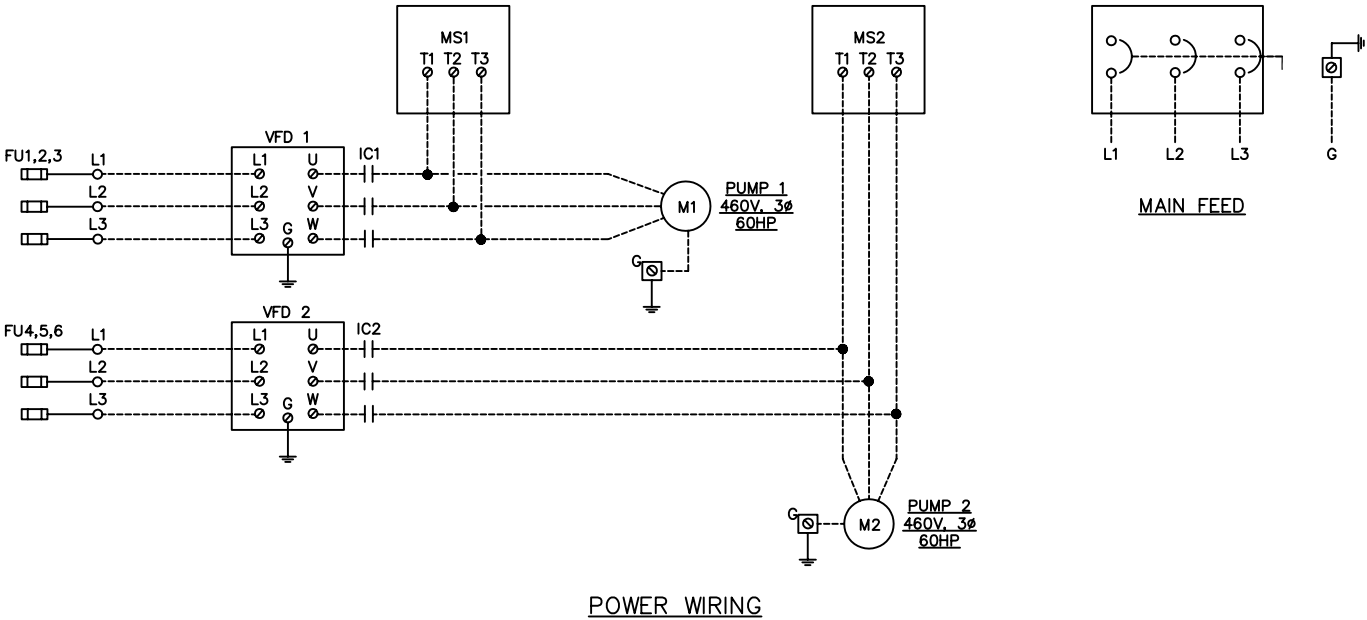 MS1
T1 T2 T3
MS2
T1 T2 T3
L1 L2 L3 G
MAIN FEED
VFD 1
FU1,2,3 L1 L1 U IC1
L2 L2 V
L3 L3 G W
M1
PUMP 1
460V, 3ø
60HP
G
VFD 2
FU4,5,6 L1 L1 U IC2
L2 L2 V
L3 L3 G W
G
M2
PUMP 2
460V, 3ø
60HP
POWER WIRING